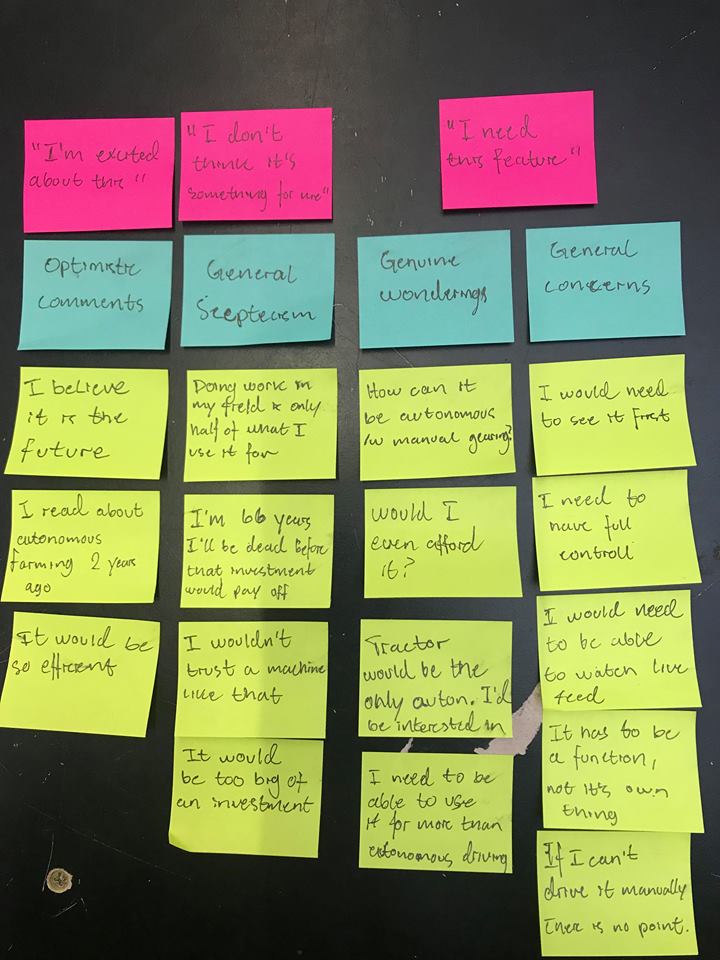 "I'm excited
about this"
"I don't
think it's
something for me"
"I need
this feature"
Optimistic
comments
General
Scepticism
Genuine
wonderings
General
concerns
I believe
it is the
future
I read about
autonomous
farming 2 years
ago
It would be
so efficient
Doing work in
my field is only
half of what I
use it for
I'm 66 years
I'll be dead before
that investment
would pay off
I wouldn't
trust a machine
like that
It would
be too big of
an investment
How can it
be autonomous
/w manual gearing?
would I
even afford
it?
Tractor
would be the
only auton. I'd
be interested in
I need to be
able to use
it for more than
autonomous driving
I would need
to see it first
I need to
have full
controll
I would need
to be able
to watch live
feed
It has to be
a function,
not it's own
thing
If I can't
drive it manually
there is no point.